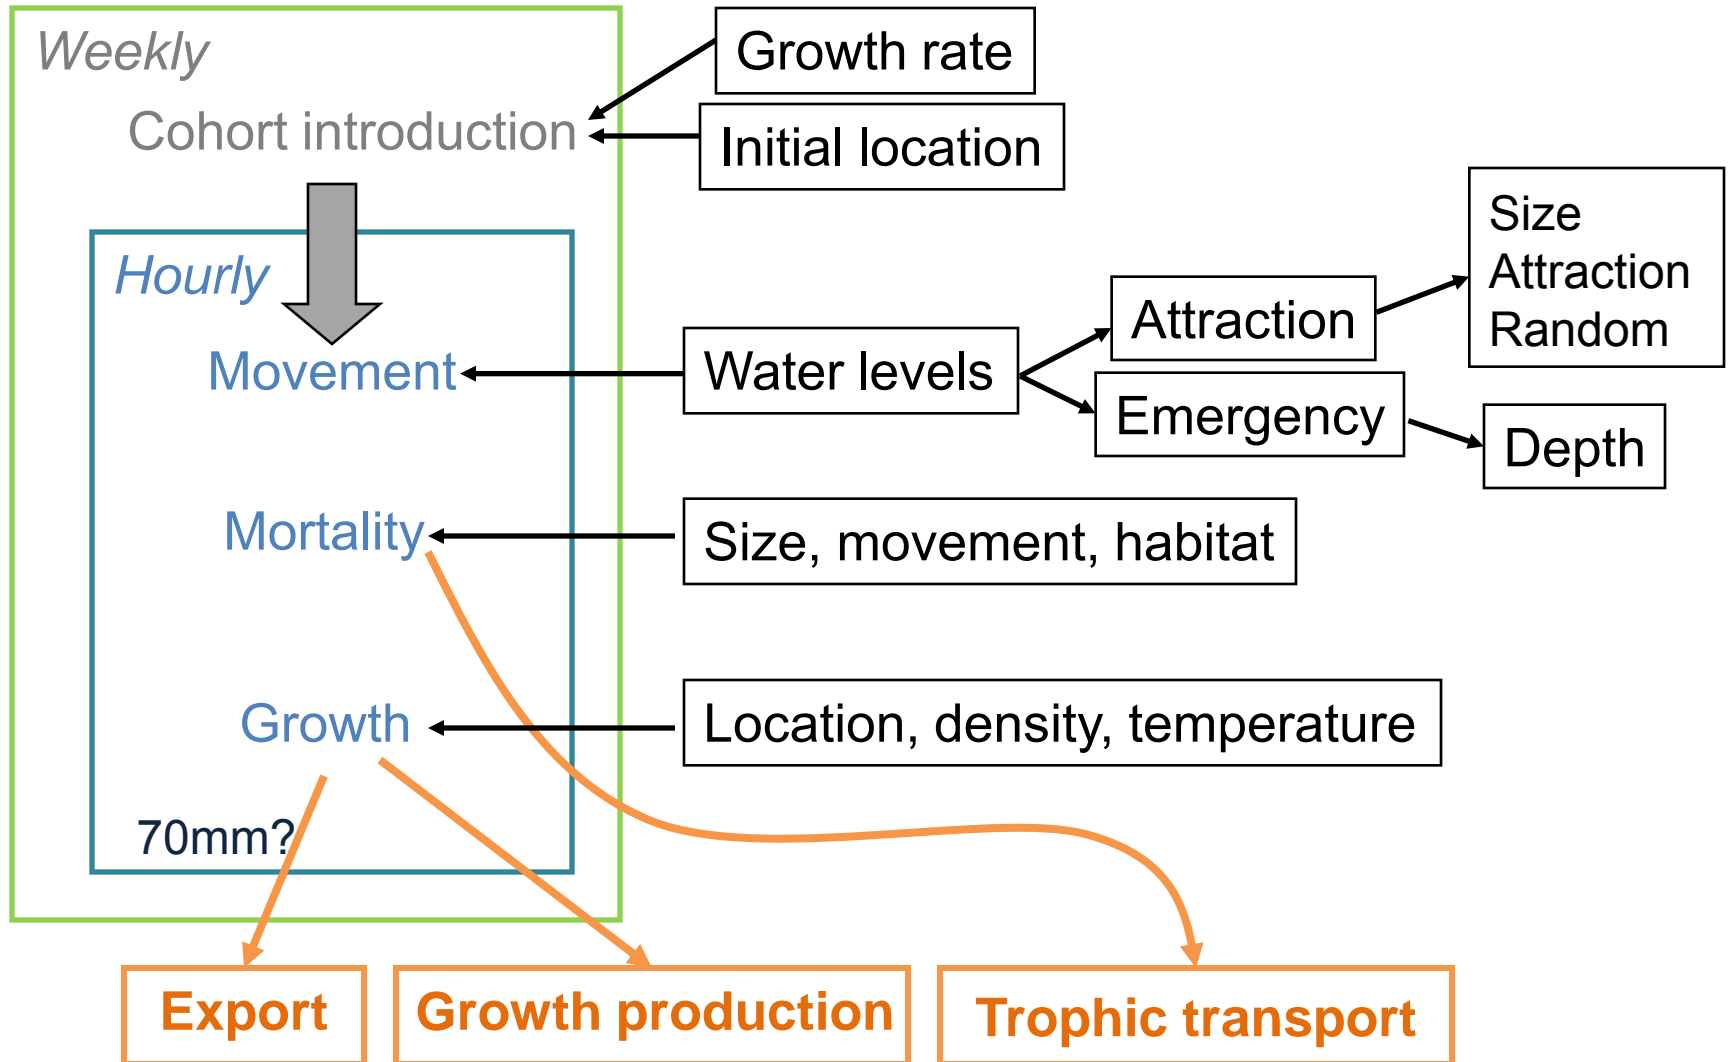 Weekly
Growth rate
Cohort introduction
Initial location
Hourly
Size
Attraction
Random
Attraction
Movement
Water levels
Emergency
Depth
Mortality
Size, movement, habitat
Growth
Location, density, temperature
70mm?
Export
Growth production
Trophic transport